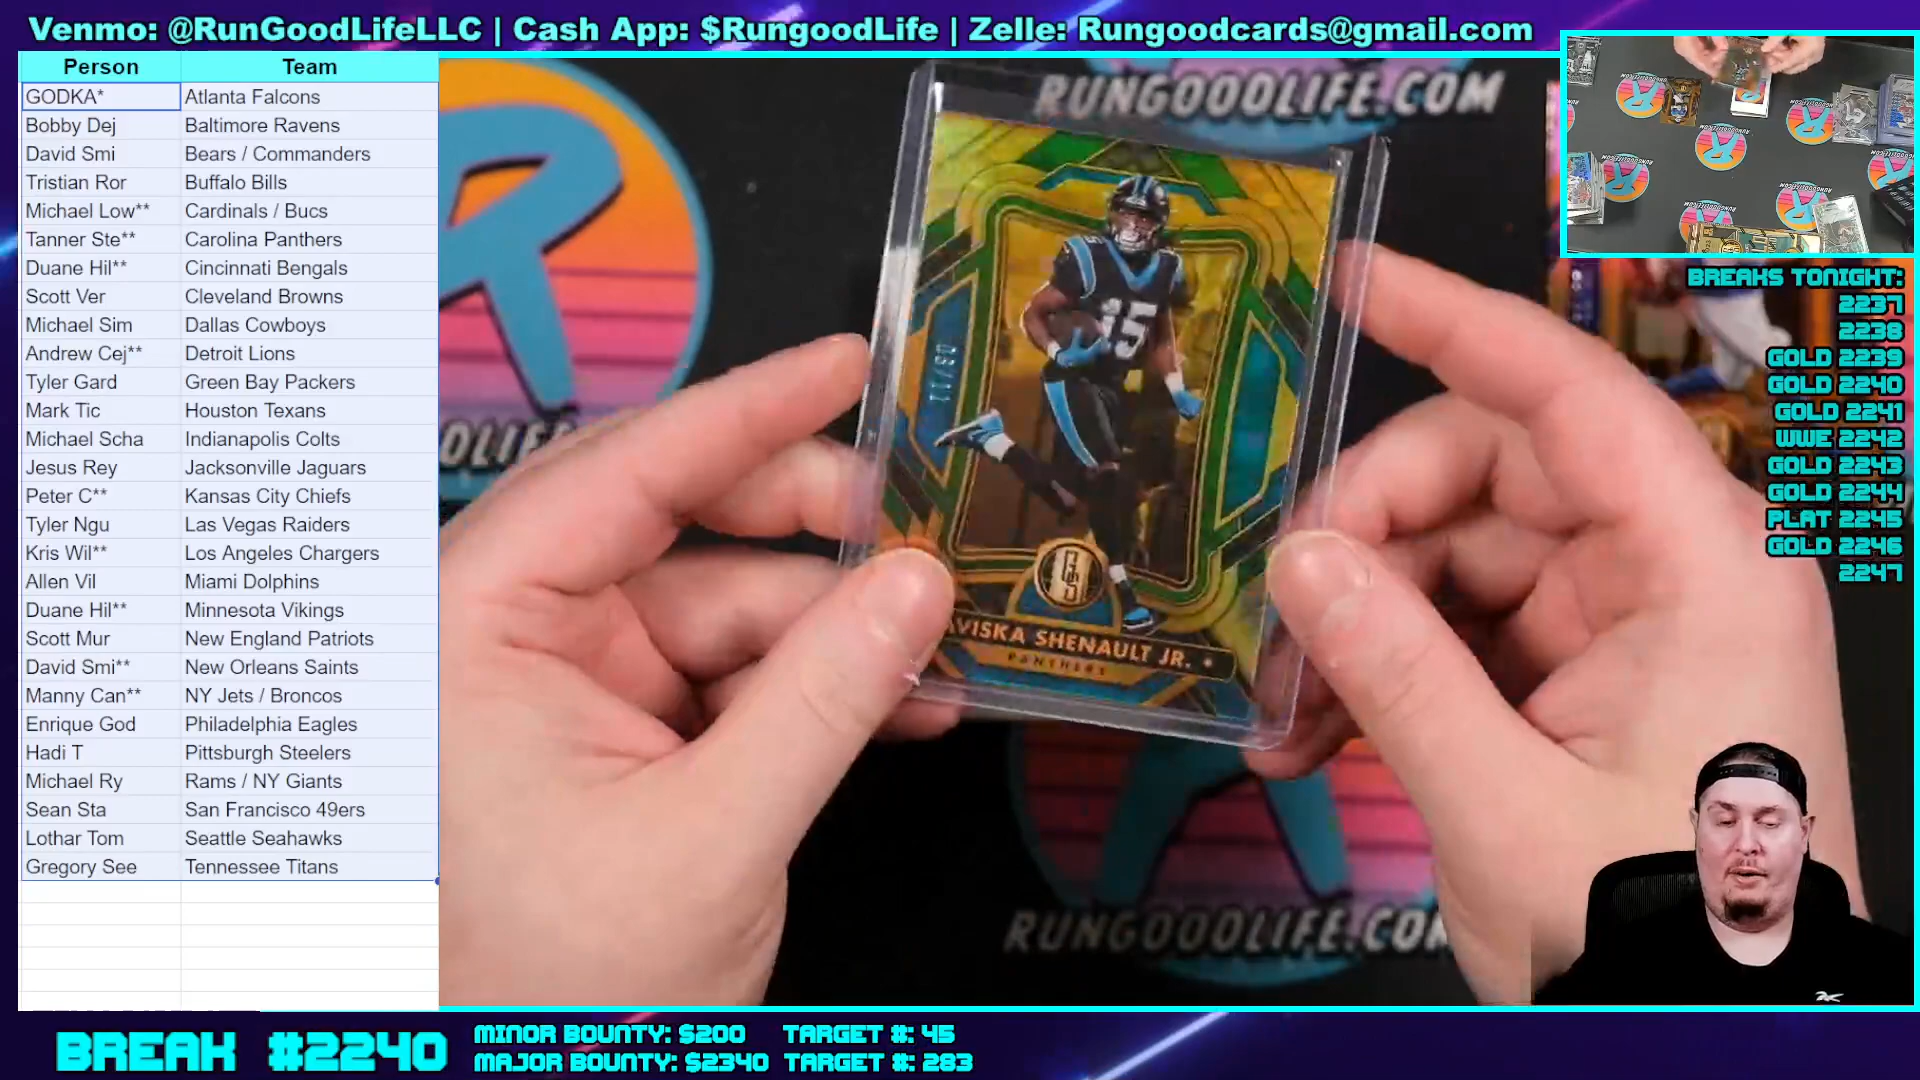 Venmo: @RunGoodLifeLLC | Cash App: $RungoodLife | Zelle: Rungoodcards@gmail.com
Person Team
GODKA* Atlanta Falcons
Bobby Dej Baltimore Ravens
David Smi Bears / Commanders
Tristian Ror Buffalo Bills
Michael Low** Cardinals / Bucs
Tanner Ste** Carolina Panthers
Duane Hil** Cincinnati Bengals
Scott Ver Cleveland Browns
Michael Sim Dallas Cowboys
Andrew Cej** Detroit Lions
Tyler Gard Green Bay Packers
Mark Tic Houston Texans
Michael Scha Indianapolis Colts
Jesus Rey Jacksonville Jaguars
Peter C** Kansas City Chiefs
Tyler Ngu Las Vegas Raiders
Kris Wil** Los Angeles Chargers
Allen Vil Miami Dolphins
Duane Hil** Minnesota Vikings
Scott Mur New England Patriots
David Smi** New Orleans Saints
Manny Can** NY Jets / Broncos
Enrique God Philadelphia Eagles
Hadi T Pittsburgh Steelers
Michael Ry Rams / NY Giants
Sean Sta San Francisco 49ers
Lothar Tom Seattle Seahawks
Gregory See Tennessee Titans
RUNGOODLIFE.COM
15
VISKA SHENAULT JR.
PANTHERS
RUNGOODLIFE.COM
BREAKS TONIGHT:
2237
2238
GOLD 2239
GOLD 2240
GOLD 2241
WWE 2242
GOLD 2243
GOLD 2244
PLAT 2245
GOLD 2246
2247
BREAK #2240
MINOR BOUNTY: $200 TARGET #: 45
MAJOR BOUNTY: $2340 TARGET #: 283